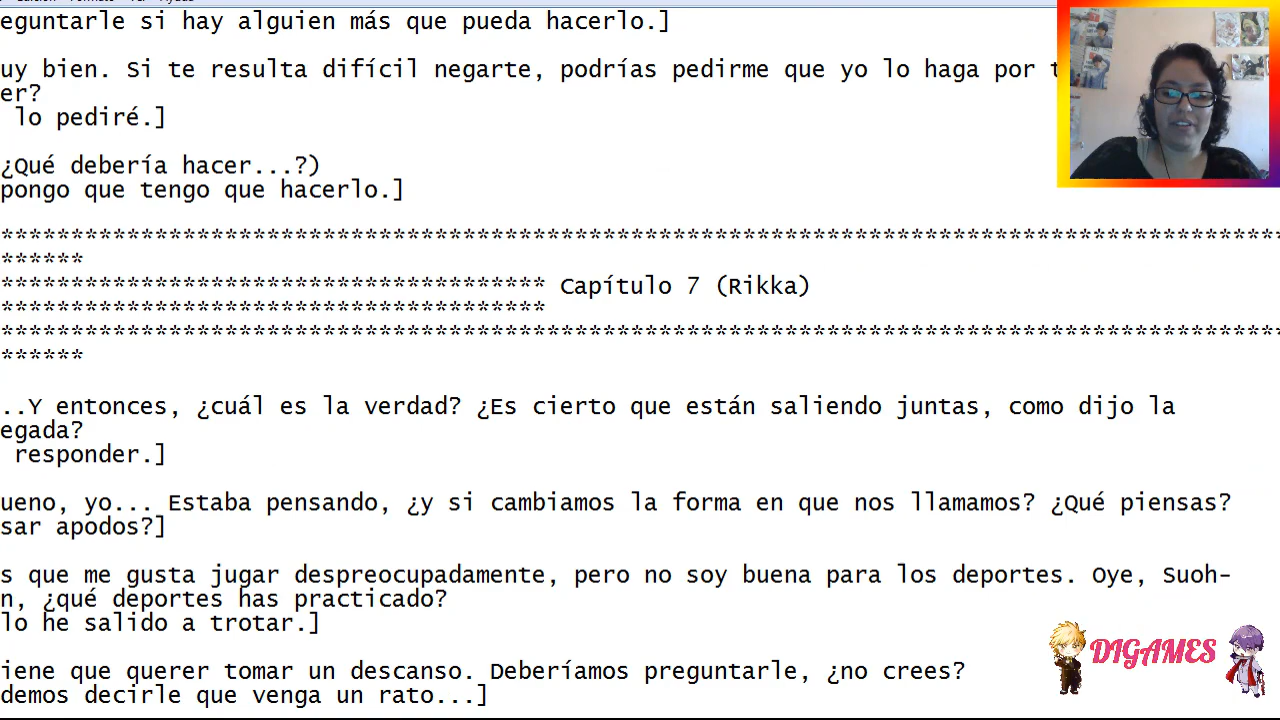 eguntarle si hay alguien más que pueda hacerlo.]
uy bien. Si te resulta difícil negarte, podrías pedirme que yo lo haga por t
er?
lo pediré.]
¿Qué debería hacer...?)
pongo que tengo que hacerlo.]
*******************************************************************************************
******
*************************************** Capítulo 7 (Rikka)
***************************************
*******************************************************************************************
******
..Y entonces, ¿cuál es la verdad? ¿Es cierto que están saliendo juntas, como dijo la
egada?
responder.]
ueno, yo... Estaba pensando, ¿y si cambiamos la forma en que nos llamamos? ¿Qué piensas?
sar apodos?]
s que me gusta jugar despreocupadamente, pero no soy buena para los deportes. Oye, Suoh-
n, ¿qué deportes has practicado?
lo he salido a trotar.]
DIGAMES
iene que querer tomar un descanso. Deberíamos preguntarle, ¿no crees?
demos decirle que venga un rato...]